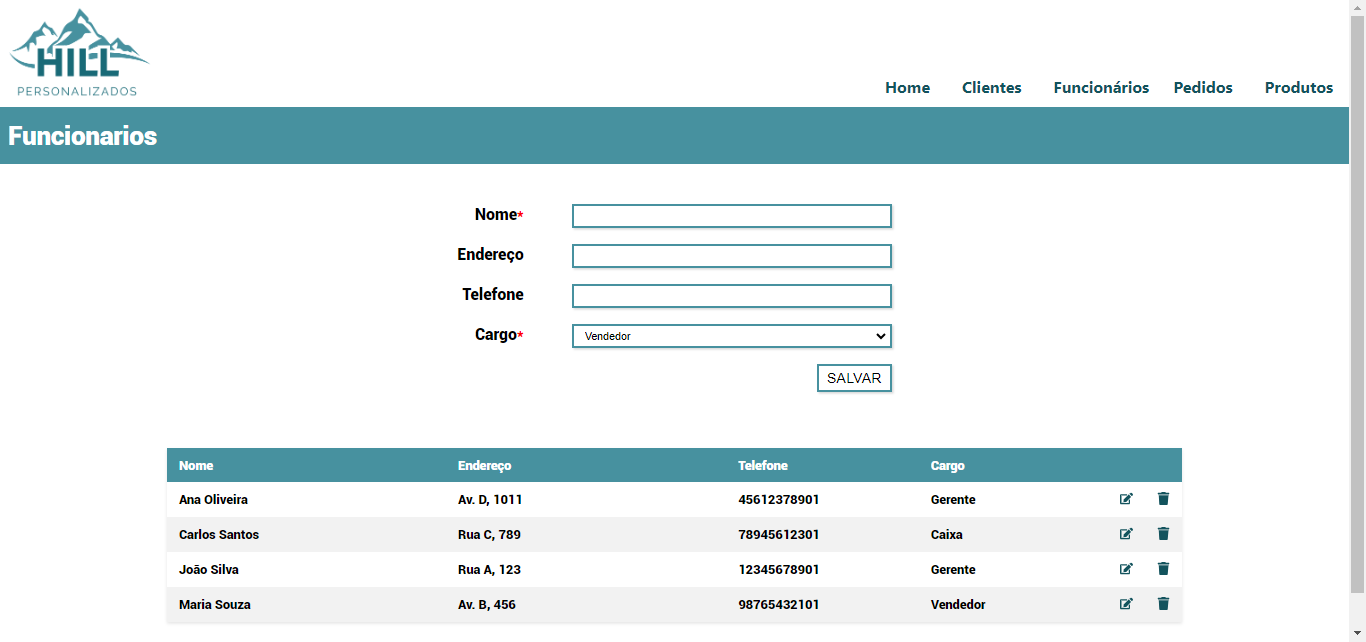 HILL
PERSONALIZADOS
Home Clientes Funcionários Pedidos Produtos
Funcionarios
Nome*
Endereço
Telefone
Cargo* Vendedor
SALVAR
Nome Endereço Telefone Cargo
Ana Oliveira Av. D, 1011 45612378901 Gerente
Carlos Santos Rua C, 789 78945612301 Caixa
João Silva Rua A, 123 12345678901 Gerente
Maria Souza Av. B, 456 98765432101 Vendedor